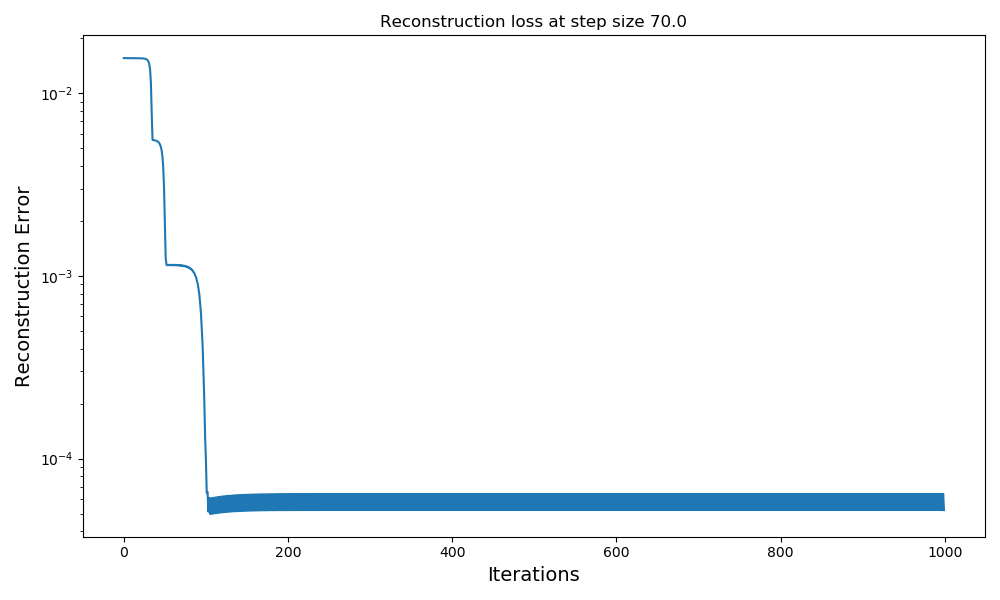 Reconstruction loss at step size 70.0
Reconstruction Error
10⁻²
10⁻³
10⁻⁴
0 200 400 600 800 1000
Iterations